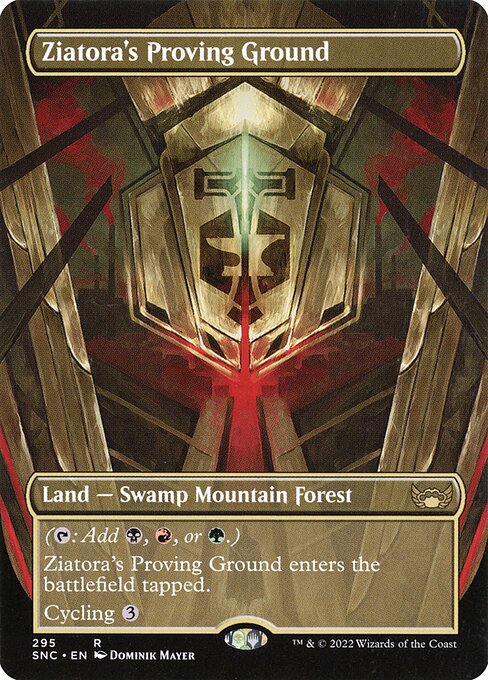 Ziatora's Proving Ground
Land — Swamp Mountain Forest
(: Add , , or .)
Ziatora's Proving Ground enters the
battlefield tapped.
Cycling 3
295 R
SNC • EN Dominik Mayer
™ & © 2022 Wizards of the Coast